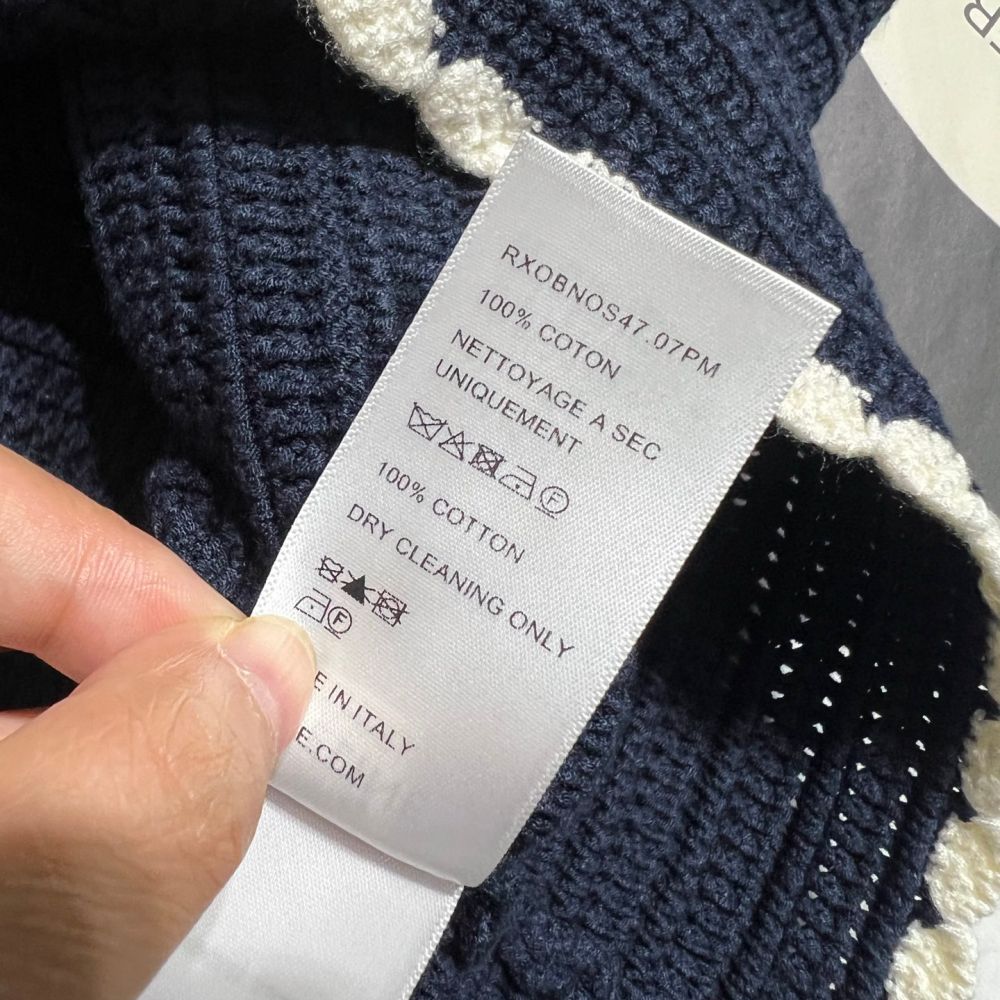 RXOBNOS47.07PM
100% COTON
NETTOYAGE A SEC
UNIQUEMENT
F
100% COTTON
DRY CLEANING ONLY
F
E IN ITALY
E.COM
R